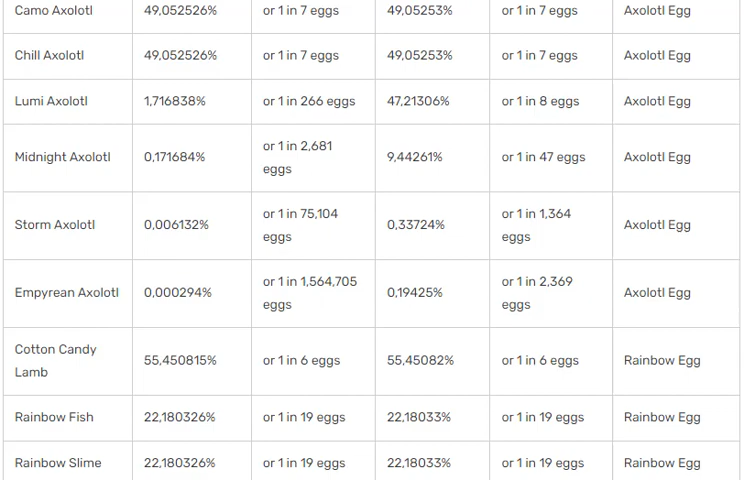 Camo Axolotl 49,052526% or 1 in 7 eggs 49,05253% or 1 in 7 eggs Axolotl Egg
Chill Axolotl 49,052526% or 1 in 7 eggs 49,05253% or 1 in 7 eggs Axolotl Egg
Lumi Axolotl 1,716838% or 1 in 266 eggs 47,21306% or 1 in 8 eggs Axolotl Egg
Midnight Axolotl 0,171684% or 1 in 2,681 eggs 9,44261% or 1 in 47 eggs Axolotl Egg
Storm Axolotl 0,006132% or 1 in 75,104 eggs 0,33724% or 1 in 1,364 eggs Axolotl Egg
Empyrean Axolotl 0,000294% or 1 in 1,564,705 eggs 0,19425% or 1 in 2,369 eggs Axolotl Egg
Cotton Candy Lamb 55,450815% or 1 in 6 eggs 55,45082% or 1 in 6 eggs Rainbow Egg
Rainbow Fish 22,180326% or 1 in 19 eggs 22,18033% or 1 in 19 eggs Rainbow Egg
Rainbow Slime 22,180326% or 1 in 19 eggs 22,18033% or 1 in 19 eggs Rainbow Egg